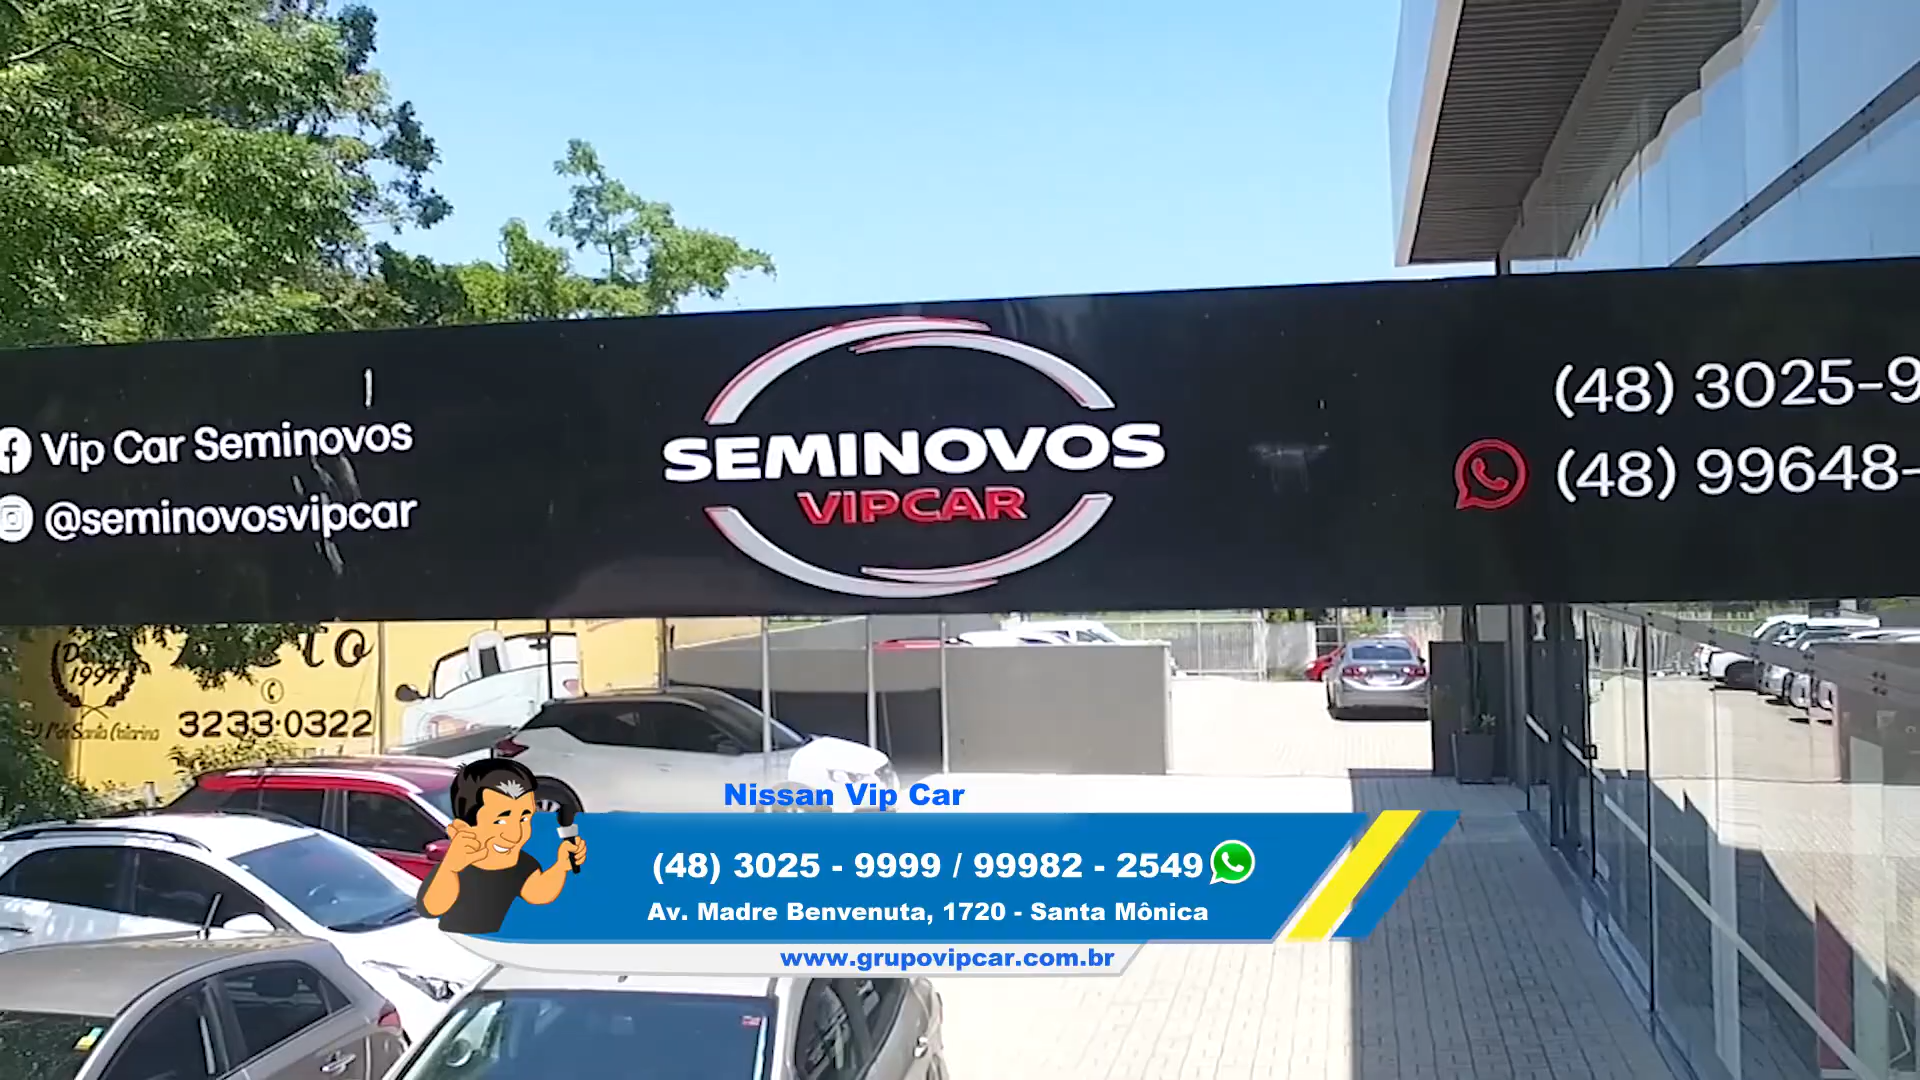 Vip Car Seminovos
@seminovosvipcar
SEMINOVOS
VIPCAR
(48) 3025-9
(48) 99648-
1997
3233·0322
Nissan Vip Car
(48) 3025 - 9999 / 99982 - 2549
Av. Madre Benvenuta, 1720 - Santa Mônica
www.grupovipcar.com.br